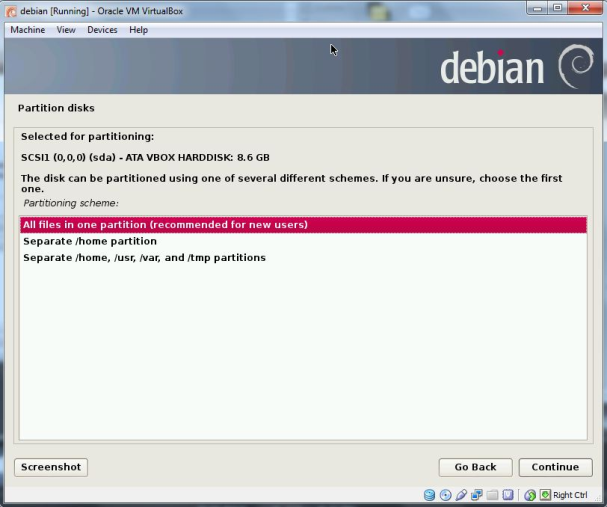 debian [Running] - Oracle VM VirtualBox
Machine View Devices Help
debian
Partition disks
Selected for partitioning:
SCSI1 (0,0,0) (sda) - ATA VBOX HARDDISK: 8.6 GB
The disk can be partitioned using one of several different schemes. If you are unsure, choose the first
one.
Partitioning scheme:
All files in one partition (recommended for new users)
Separate /home partition
Separate /home, /usr, /var, and /tmp partitions
Screenshot Go Back Continue
Right Ctrl